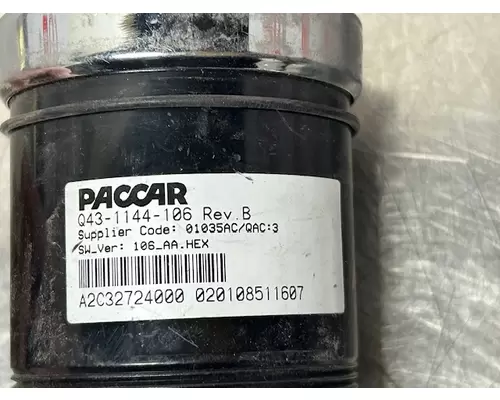 PACCAR
Q43-1144-106 Rev.B
Supplier Code: 01035AC/QAC:3
SW_Ver: 106_AA.HEX
A2C32724000 020108511607